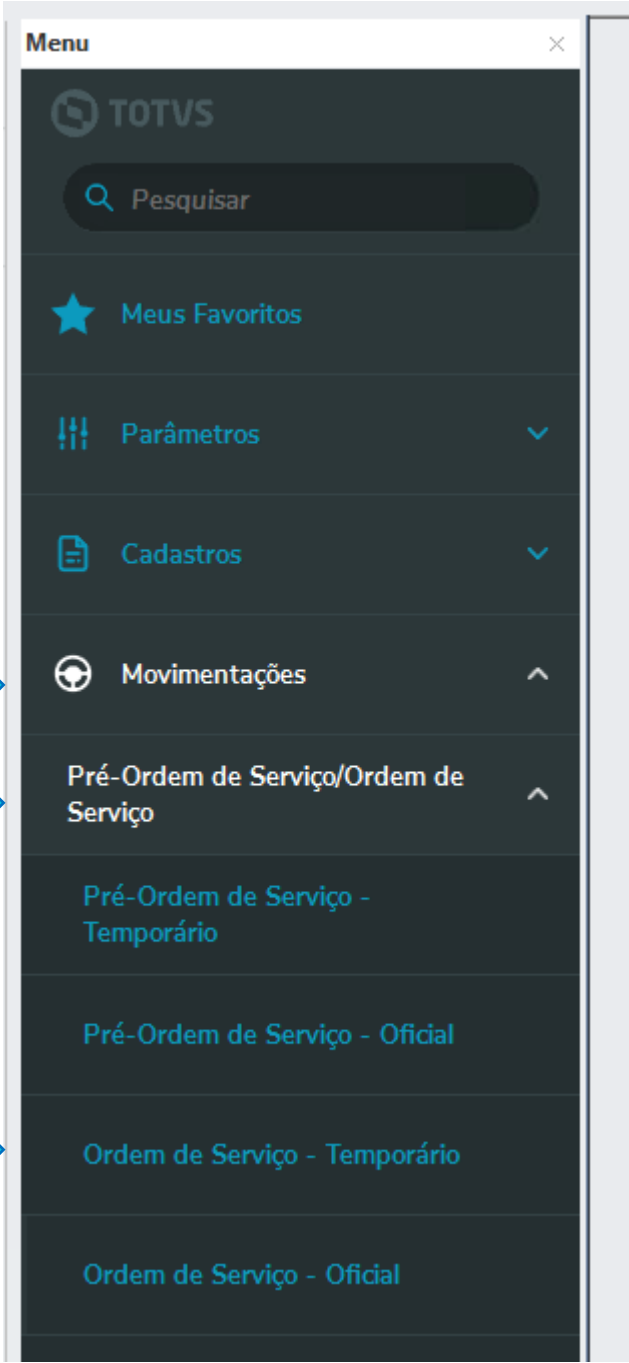 Menu
TOTVS
Pesquisar
Meus Favoritos
Parâmetros
Cadastros
Movimentações
Pré-Ordem de Serviço/Ordem de
Serviço
Pré-Ordem de Serviço -
Temporário
Pré-Ordem de Serviço - Oficial
Ordem de Serviço - Temporário
Ordem de Serviço - Oficial